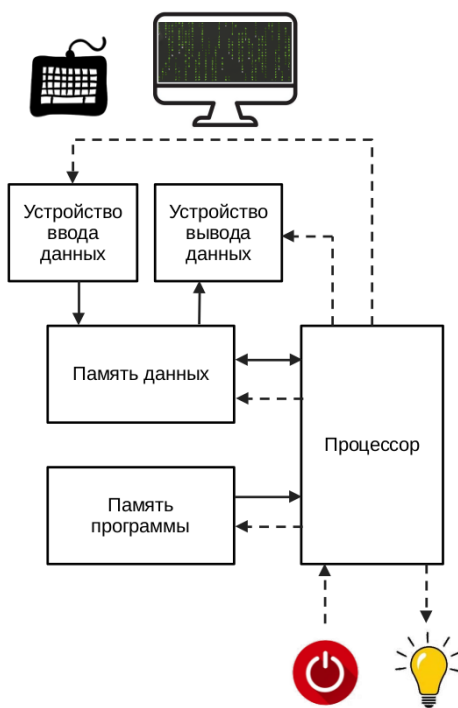 Устройство
ввода
данных
Устройство
вывода
данных
Память данных
Процессор
Память
программы